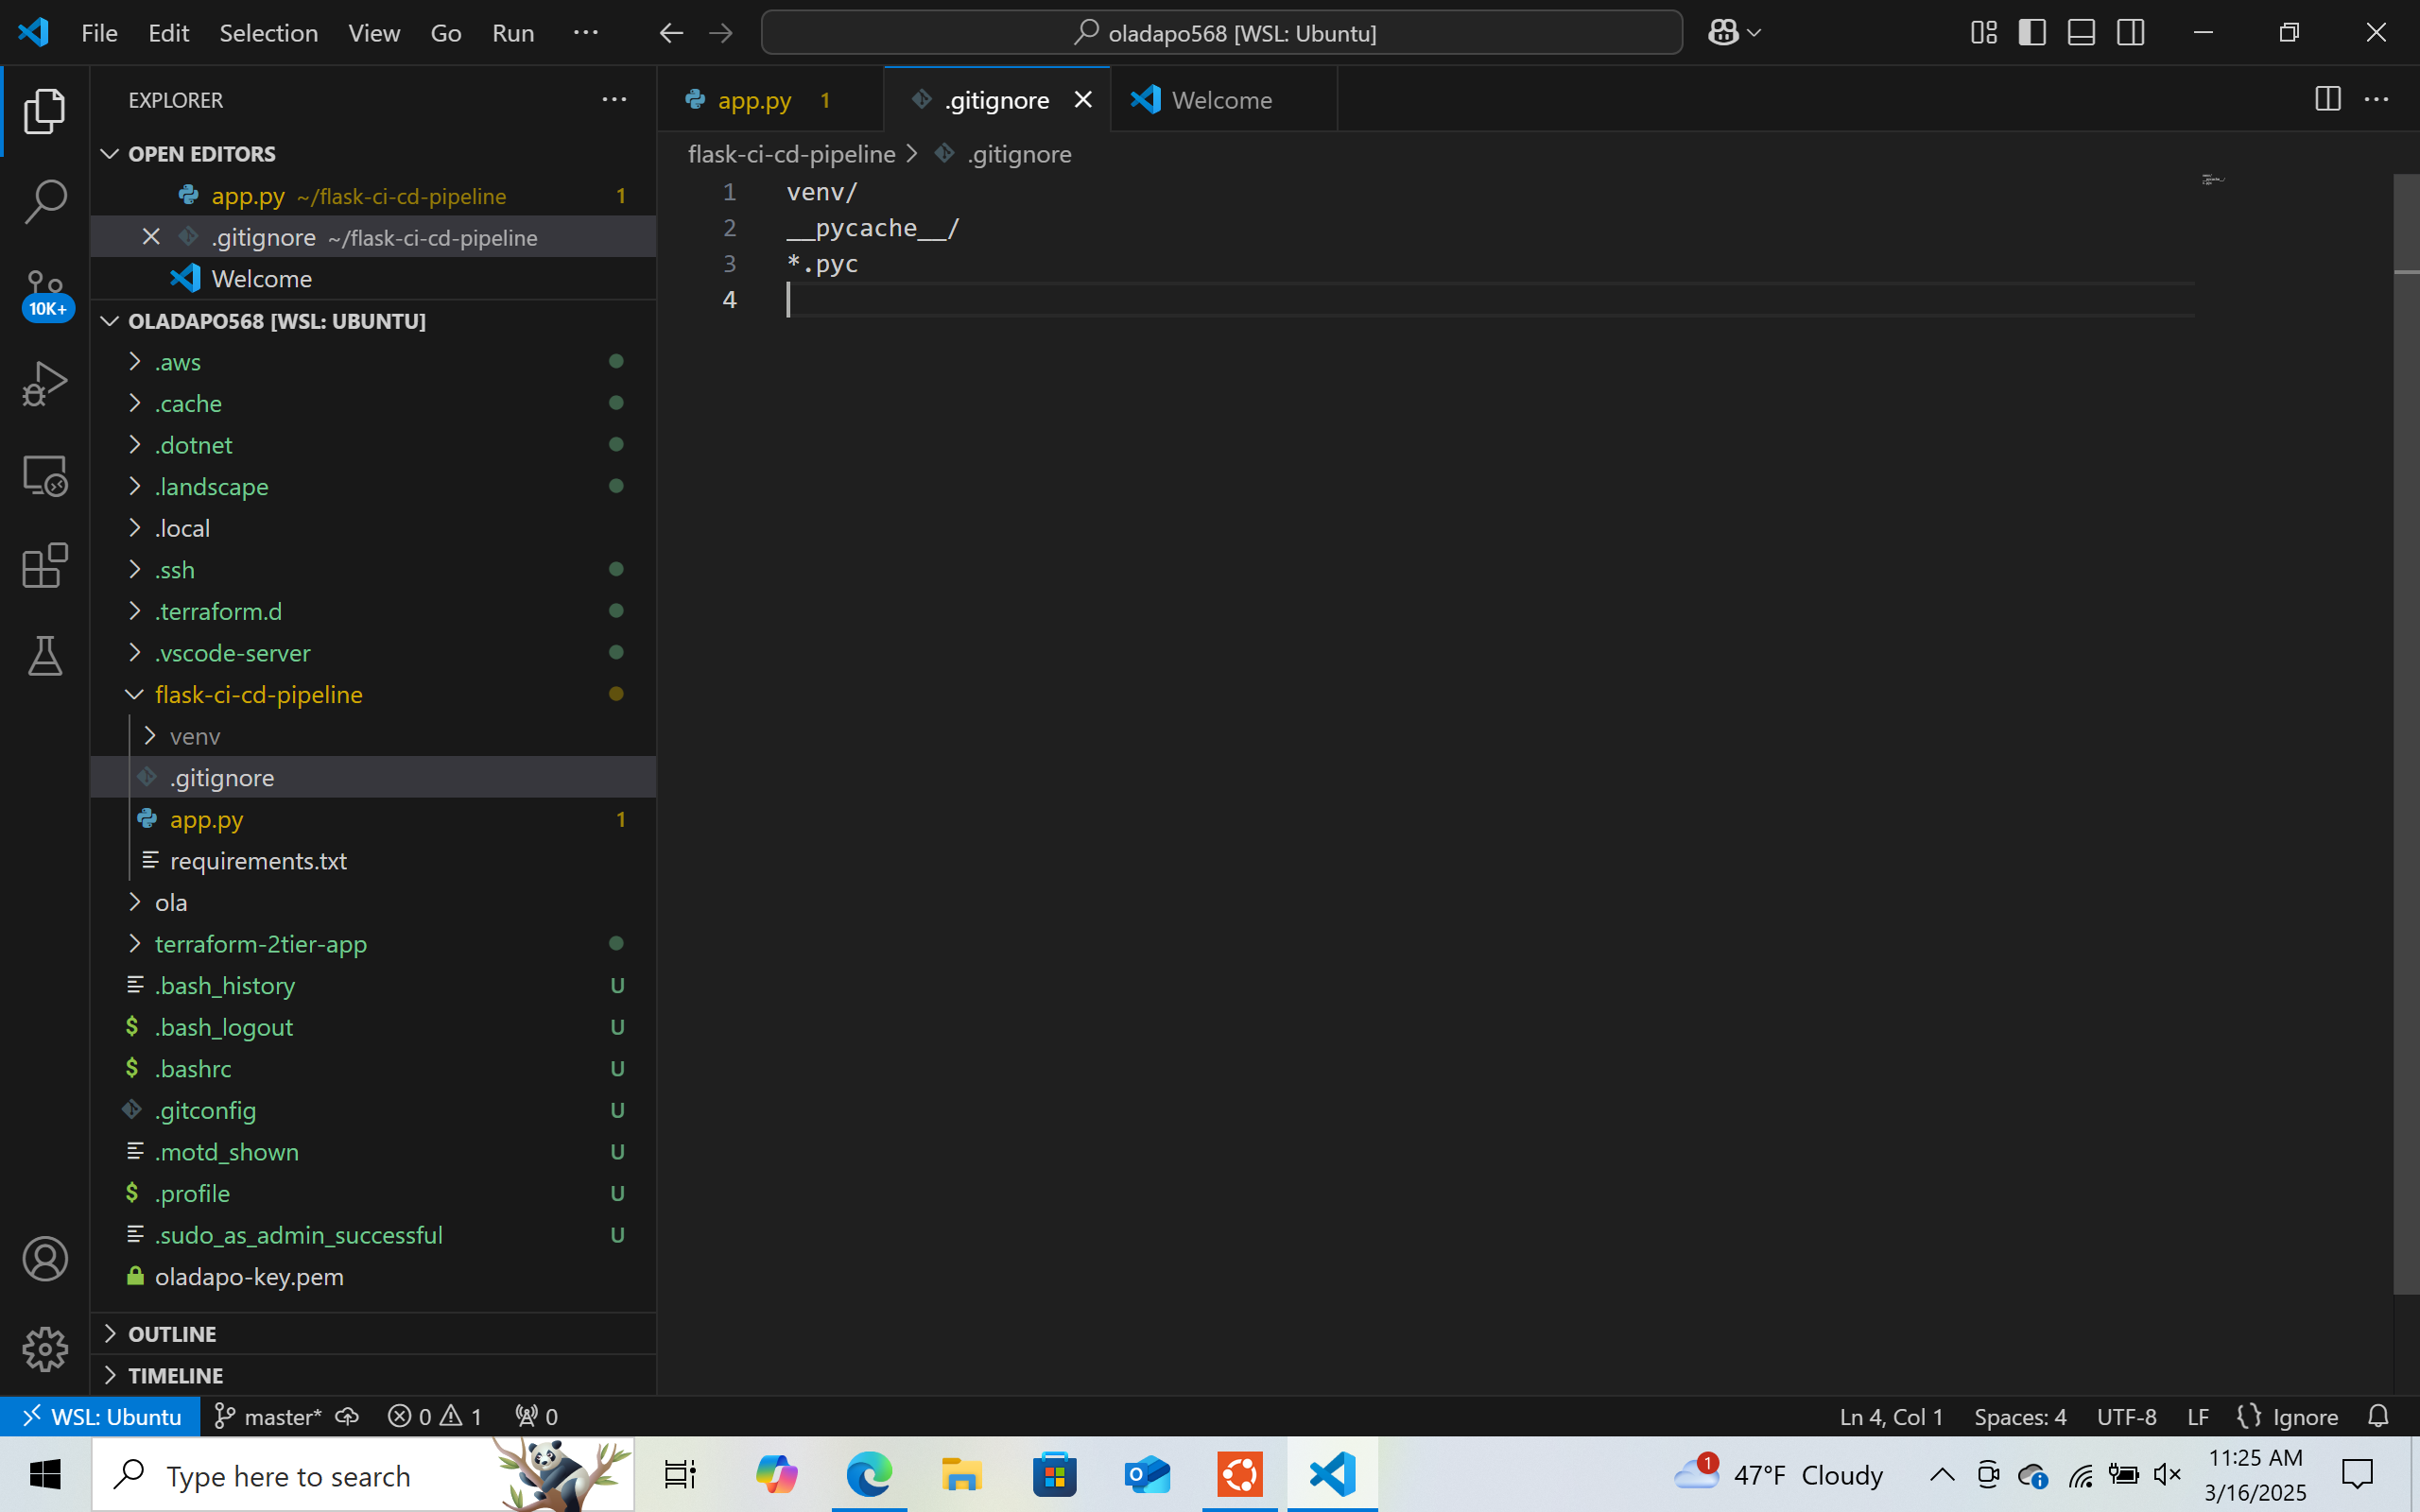 File Edit Selection View Go Run ···
oladapo568 [WSL: Ubuntu]
EXPLORER
OPEN EDITORS
app.py ~/flask-ci-cd-pipeline 1
.gitignore ~/flask-ci-cd-pipeline
Welcome
OLADAPO568 [WSL: UBUNTU]
.aws
.cache
.dotnet
.landscape
.local
.ssh
.terraform.d
.vscode-server
flask-ci-cd-pipeline
venv
.gitignore
app.py 1
requirements.txt
ola
terraform-2tier-app
.bash_history U
.bash_logout U
.bashrc U
.gitconfig U
.motd_shown U
.profile U
.sudo_as_admin_successful U
oladapo-key.pem
OUTLINE
TIMELINE
10K+
app.py 1
.gitignore
Welcome
flask-ci-cd-pipeline > .gitignore
1 venv/
2 __pycache__/
3 *.pyc
4
WSL: Ubuntu master* 0 1 0
Ln 4, Col 1 Spaces: 4 UTF-8 LF {} Ignore
Type here to search
1
47°F Cloudy
11:25 AM
3/16/2025